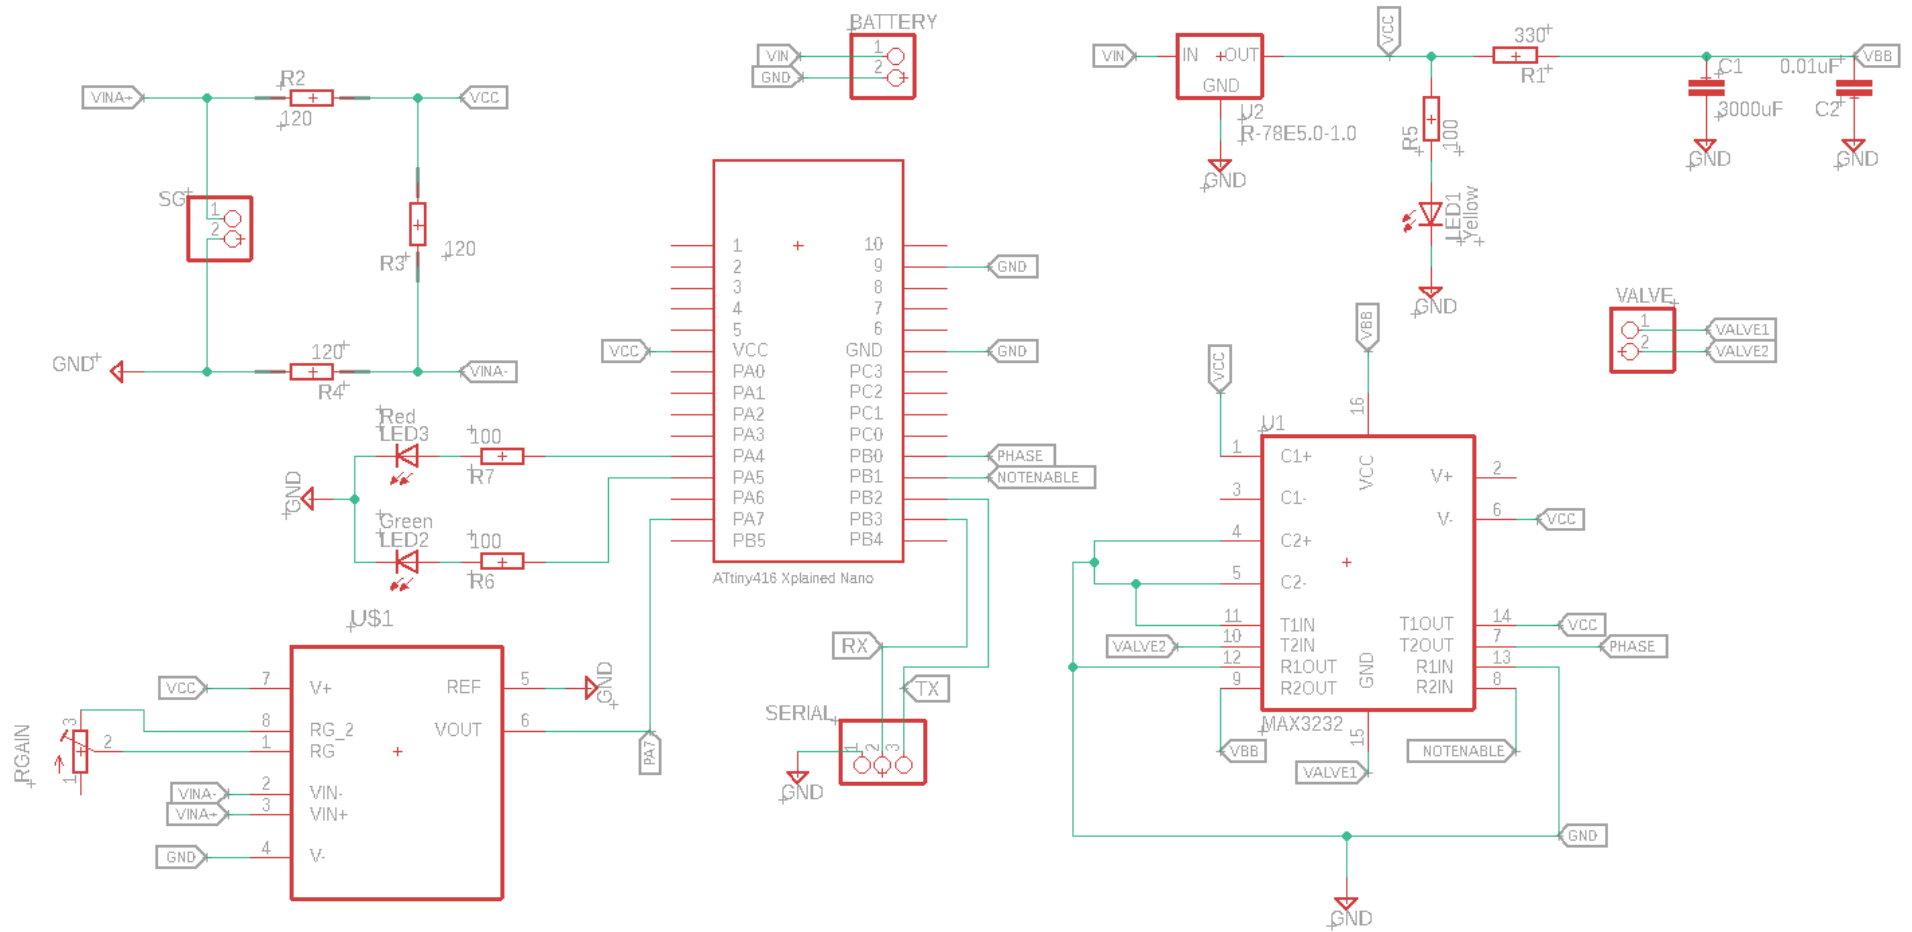 BATTERY
VIN
1
GND
2
VINA+
R2
120
VCC
SG
1
2
R3
120
GND
120
R4
VINA-
VIN
IN
OUT
GND
U2
R-78E5.0-1.0
GND
VCC
330
R1
C1
3000uF
GND
0.01uF
C2
VBB
GND
R5
100
LED1
Yellow
GND
VALVE
1
VALVE1
2
VALVE2
1
10
2
9
GND
3
8
4
7
5
6
VCC
VCC
GND
GND
PA0
PC3
PA1
PC2
PA2
PC1
PA3
PC0
PA4
PB0
PHASE
PA5
PB1
NOTENABLE
PA6
PB2
PA7
PB3
PB5
PB4
ATtiny416 Xplained Nano
Red
LED3
100
R7
GND
Green
LED2
100
R6
U$1
VCC
7
V+
REF
5
GND
8
RG_2
VOUT
6
PA7
1
RG
RGAIN
3
2
1
VINA-
2
VIN-
VINA+
3
VIN+
GND
4
V-
RX
TX
SERIAL
1
2
3
GND
VCC
VBB
16
U1
1
C1+
VCC
V+
2
3
C1-
V-
6
VCC
4
C2+
5
C2-
11
T1IN
T1OUT
14
VCC
VALVE2
10
T2IN
T2OUT
7
PHASE
12
R1OUT
GND
R1IN
13
9
R2OUT
R2IN
8
MAX3232
15
VBB
NOTENABLE
VALVE1
GND
GND